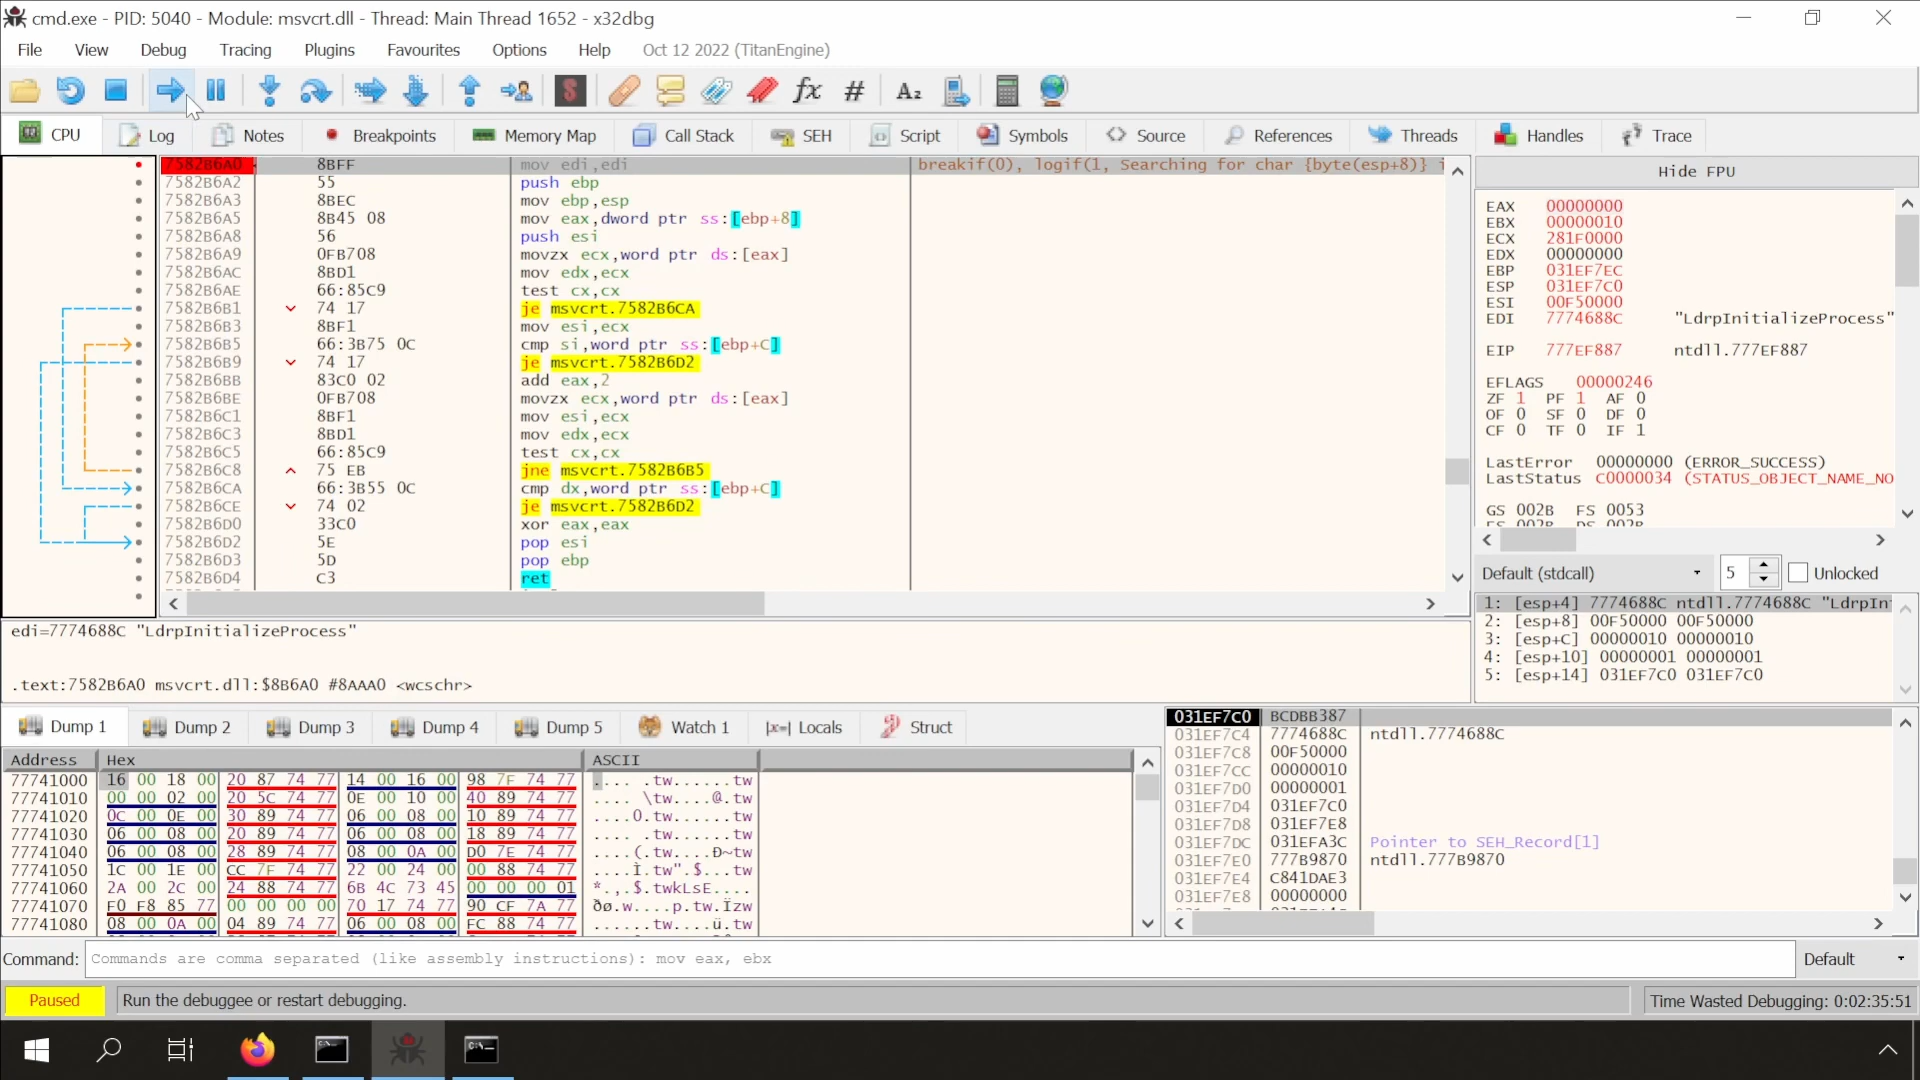 cmd.exe - PID: 5040 - Module: msvcrt.dll - Thread: Main Thread 1652 - x32dbg
File View Debug Tracing Plugins Favourites Options Help Oct 12 2022 (TitanEngine)
CPU Log Notes Breakpoints Memory Map Call Stack SEH Script Symbols Source References Threads Handles Trace
7582B6A0 8BFF mov edi,edi breakif(0), logif(1, Searching for char {byte(esp+8)} i
7582B6A2 55 push ebp
7582B6A3 8BEC mov ebp,esp
7582B6A5 8B45 08 mov eax,dword ptr ss:[ebp+8]
7582B6A8 56 push esi
7582B6A9 0FB708 movzx ecx,word ptr ds:[eax]
7582B6AC 8BD1 mov edx,ecx
7582B6AE 66:85C9 test cx,cx
7582B6B1 74 17 je msvcrt.7582B6CA
7582B6B3 8BF1 mov esi,ecx
7582B6B5 66:3B75 0C cmp si,word ptr ss:[ebp+C]
7582B6B9 74 17 je msvcrt.7582B6D2
7582B6BB 83C0 02 add eax,2
7582B6BE 0FB708 movzx ecx,word ptr ds:[eax]
7582B6C1 8BF1 mov esi,ecx
7582B6C3 8BD1 mov edx,ecx
7582B6C5 66:85C9 test cx,cx
7582B6C8 75 EB jne msvcrt.7582B6B5
7582B6CA 66:3B55 0C cmp dx,word ptr ss:[ebp+C]
7582B6CE 74 02 je msvcrt.7582B6D2
7582B6D0 33C0 xor eax,eax
7582B6D2 5E pop esi
7582B6D3 5D pop ebp
7582B6D4 C3 ret
Hide FPU
EAX 00000000
EBX 00000010
ECX 281F0000
EDX 00000000
EBP 031EF7EC
ESP 031EF7C0
ESI 00F50000
EDI 7774688C "LdrpInitializeProcess"
EIP 777EF887 ntdll.777EF887
EFLAGS 00000246
ZF 1 PF 1 AF 0
OF 0 SF 0 DF 0
CF 0 TF 0 IF 1
LastError 00000000 (ERROR_SUCCESS)
LastStatus C0000034 (STATUS_OBJECT_NAME_NO
GS 002B FS 0053
ES 002B DS 002B
Default (stdcall) 5 Unlocked
1: [esp+4] 7774688C ntdll.7774688C "LdrpIn
2: [esp+8] 00F50000 00F50000
3: [esp+C] 00000010 00000010
4: [esp+10] 00000001 00000001
5: [esp+14] 031EF7C0 031EF7C0
edi=7774688C "LdrpInitializeProcess"
.text:7582B6A0 msvcrt.dll:$8B6A0 #8AAA0 <wcschr>
Dump 1 Dump 2 Dump 3 Dump 4 Dump 5 Watch 1 [x=] Locals Struct
Address Hex ASCII
77741000 16 00 18 00 20 87 74 77 14 00 16 00 98 7F 74 77 ..... .tw......tw
77741010 00 00 02 00 20 5C 74 77 0E 00 10 00 40 89 74 77 .... \tw....@.tw
77741020 0C 00 0E 00 30 89 74 77 06 00 08 00 10 89 74 77 ....0.tw......tw
77741030 06 00 08 00 20 89 74 77 06 00 08 00 18 89 74 77 .... .tw......tw
77741040 06 00 08 00 28 89 74 77 08 00 0A 00 D0 7E 74 77 ....(.tw....Ð~tw
77741050 1C 00 1E 00 CC 7F 74 77 22 00 24 00 00 88 74 77 ....Ì.tw".$...tw
77741060 2A 00 2C 00 24 88 74 77 6B 4C 73 45 00 00 00 01 *.,.$.twkLsE....
77741070 F0 F8 85 77 00 00 00 00 70 17 74 77 90 CF 7A 77 ðø.w....p.tw.Ïzw
77741080 08 00 0A 00 04 89 74 77 06 00 08 00 FC 88 74 77 ......tw....ü.tw
031EF7C0 BCDBB387
031EF7C4 7774688C ntdll.7774688C
031EF7C8 00F50000
031EF7CC 00000010
031EF7D0 00000001
031EF7D4 031EF7C0
031EF7D8 031EF7E8
031EF7DC 031EFA3C Pointer to SEH_Record[1]
031EF7E0 777B9870 ntdll.777B9870
031EF7E4 C841DAE3
031EF7E8 00000000
Command: Commands are comma separated (like assembly instructions): mov eax, ebx Default
Paused Run the debuggee or restart debugging. Time Wasted Debugging: 0:02:35:51